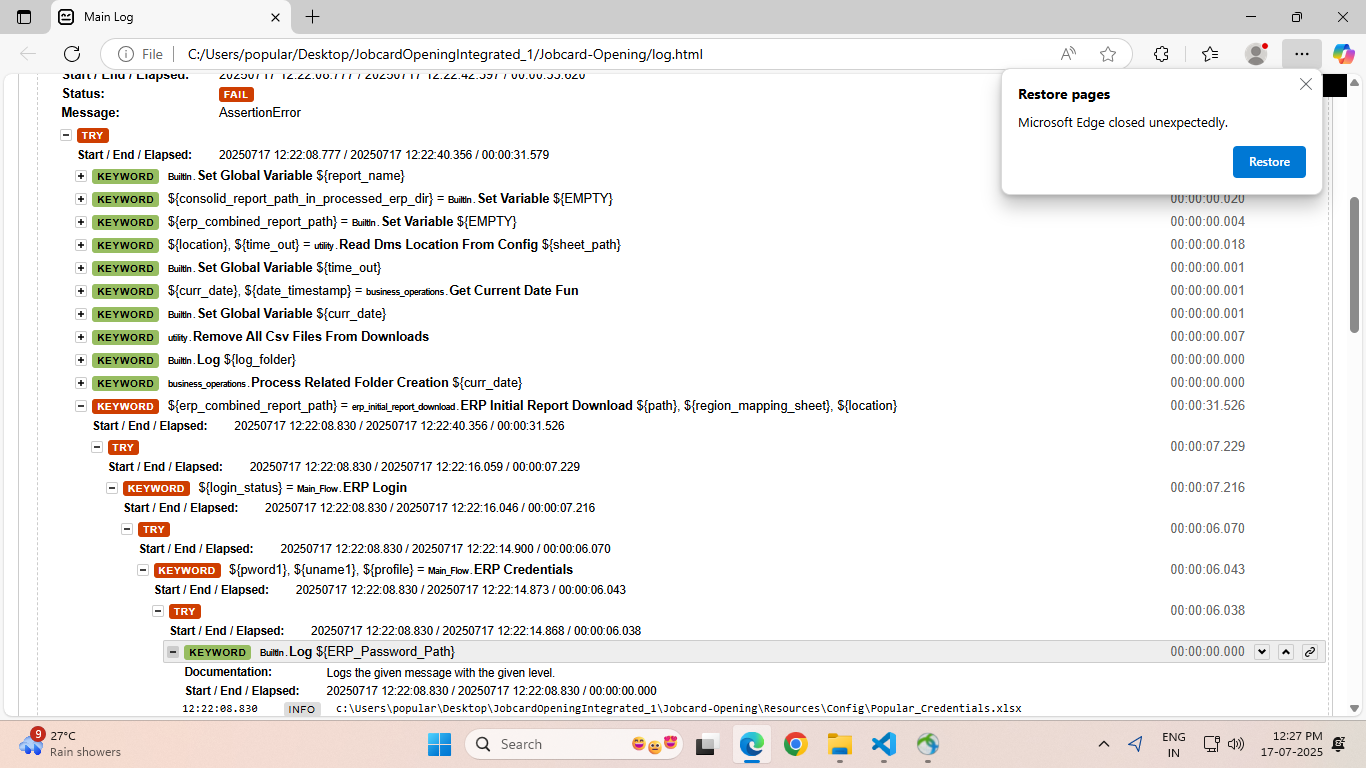 Main Log
File C:/Users/popular/Desktop/JobcardOpeningIntegrated_1/Jobcard-Opening/log.html
Start / End / Elapsed: 20250717 12:22:08.777 / 20250717 12:22:42.397 / 00:00:33.620
Status: FAIL
Message: AssertionError
Restore pages
Microsoft Edge closed unexpectedly.
Restore
TRY
Start / End / Elapsed: 20250717 12:22:08.777 / 20250717 12:22:40.356 / 00:00:31.579
KEYWORD BuiltIn. Set Global Variable ${report_name}
KEYWORD ${consolid_report_path_in_processed_erp_dir} = BuiltIn. Set Variable ${EMPTY} 00:00:00.020
KEYWORD ${erp_combined_report_path} = BuiltIn. Set Variable ${EMPTY} 00:00:00.004
KEYWORD ${location}, ${time_out} = utility. Read Dms Location From Config ${sheet_path} 00:00:00.018
KEYWORD BuiltIn. Set Global Variable ${time_out} 00:00:00.001
KEYWORD ${curr_date}, ${date_timestamp} = business_operations. Get Current Date Fun 00:00:00.001
KEYWORD BuiltIn. Set Global Variable ${curr_date} 00:00:00.001
KEYWORD utility. Remove All Csv Files From Downloads 00:00:00.007
KEYWORD BuiltIn. Log ${log_folder} 00:00:00.000
KEYWORD business_operations. Process Related Folder Creation ${curr_date} 00:00:00.000
KEYWORD ${erp_combined_report_path} = erp_initial_report_download. ERP Initial Report Download ${path}, ${region_mapping_sheet}, ${location} 00:00:31.526
Start / End / Elapsed: 20250717 12:22:08.830 / 20250717 12:22:40.356 / 00:00:31.526
TRY 00:00:07.229
Start / End / Elapsed: 20250717 12:22:08.830 / 20250717 12:22:16.059 / 00:00:07.229
KEYWORD ${login_status} = Main_Flow. ERP Login 00:00:07.216
Start / End / Elapsed: 20250717 12:22:08.830 / 20250717 12:22:16.046 / 00:00:07.216
TRY 00:00:06.070
Start / End / Elapsed: 20250717 12:22:08.830 / 20250717 12:22:14.900 / 00:00:06.070
KEYWORD ${pword1}, ${uname1}, ${profile} = Main_Flow. ERP Credentials 00:00:06.043
Start / End / Elapsed: 20250717 12:22:08.830 / 20250717 12:22:14.873 / 00:00:06.043
TRY 00:00:06.038
Start / End / Elapsed: 20250717 12:22:08.830 / 20250717 12:22:14.868 / 00:00:06.038
KEYWORD BuiltIn. Log ${ERP_Password_Path} 00:00:00.000
Documentation: Logs the given message with the given level.
Start / End / Elapsed: 20250717 12:22:08.830 / 20250717 12:22:08.830 / 00:00:00.000
12:22:08.830 INFO c:\Users\popular\Desktop\JobcardOpeningIntegrated_1\Jobcard-Opening\Resources\Config\Popular_Credentials.xlsx
9
27°C
Rain showers
Search
ENG
IN
12:27 PM
17-07-2025